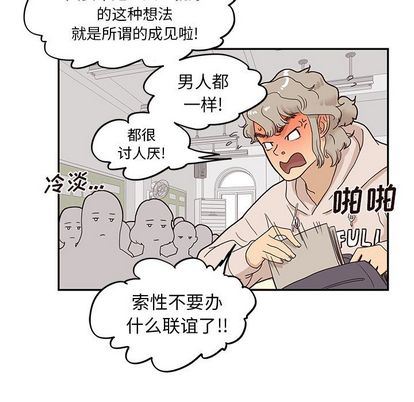 的这种想法
就是所谓的成见啦!
男人都
一样!
都很
讨人厌!
冷淡...
啪啪
FULL
索性不要办
什么联谊了!!